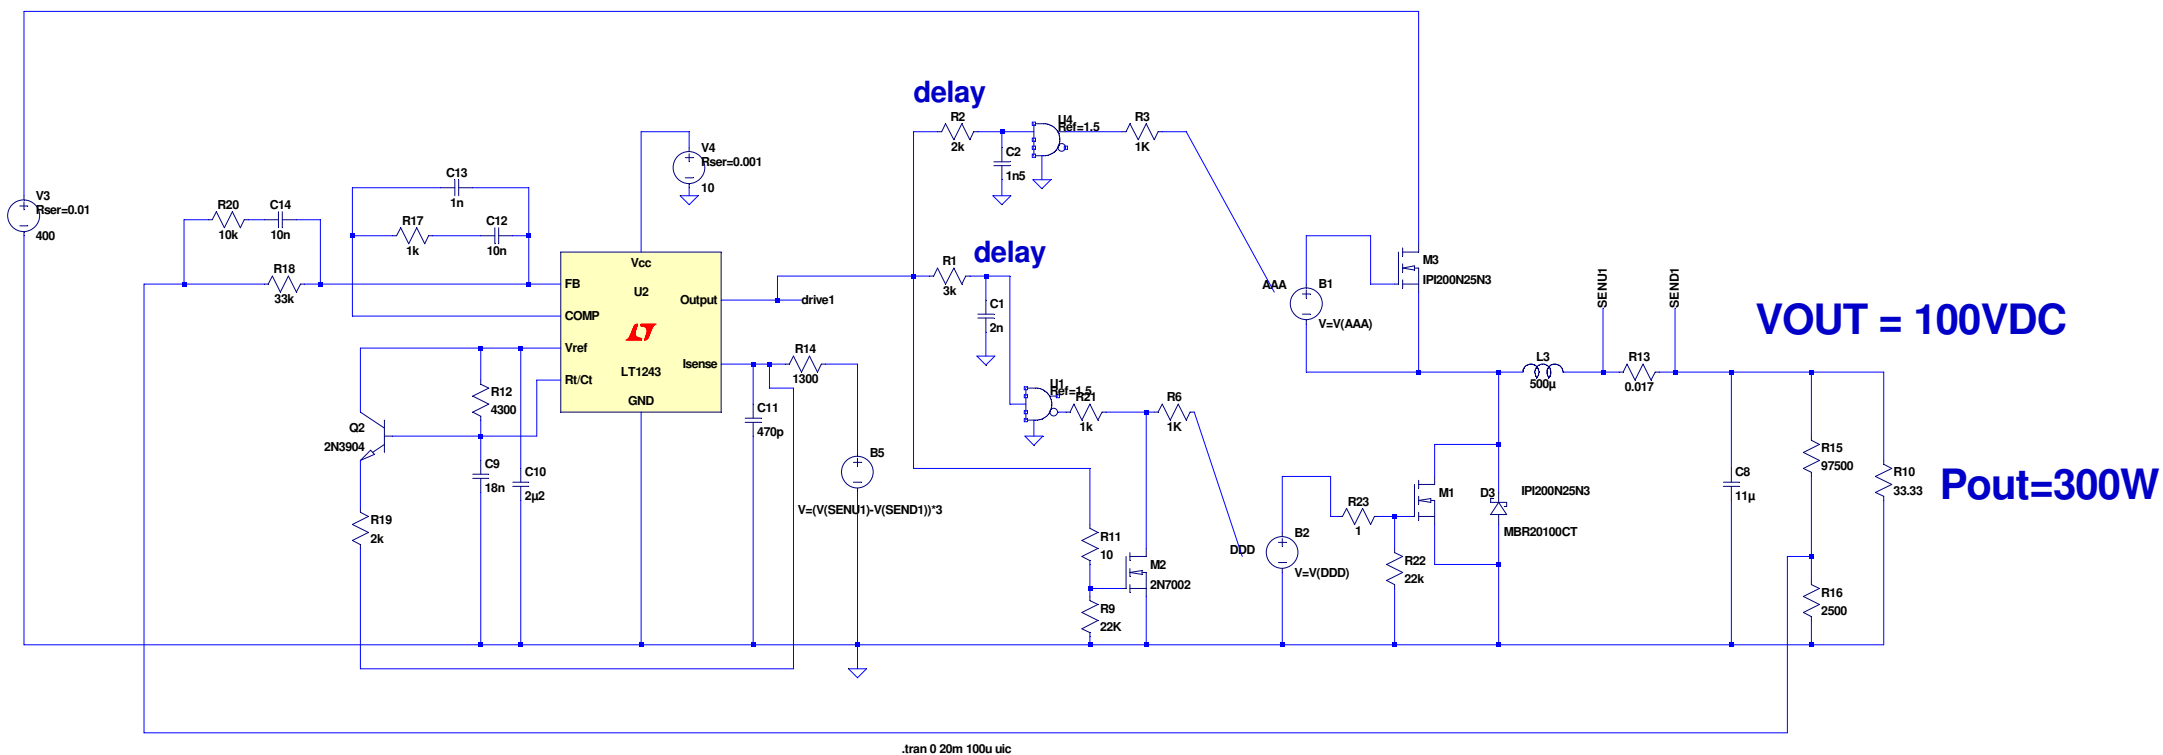 delay
R2
2k
C2
1n5
U4
Ref=1.5
R3
1K
V4
Rser=0.001
10
V3
Rser=0.01
400
R20
10k
C14
10n
C13
1n
R17
1k
C12
10n
R18
33k
delay
R1
3k
C1
2n
Vcc
U2
FB
COMP
Vref
Rt/Ct
Output
Isense
LT1243
GND
drive1
R14
1300
AAA
B1
V=V(AAA)
M3
IPI200N25N3
SENU1
SEND1
VOUT = 100VDC
L3
500µ
R13
0.017
R12
4300
Q2
2N3904
C9
18n
C10
2µ2
R19
2k
C11
470p
B5
V=(V(SENU1)-V(SEND1))*3
U1
Ref=1.5
R21
1k
R6
1K
R11
10
R9
22K
M2
2N7002
DDD
B2
V=V(DDD)
R23
1
R22
22k
M1
D3
IPI200N25N3
MBR20100CT
C8
11µ
R15
97500
R16
2500
R10
33.33
Pout=300W
.tran 0 20m 100u uic